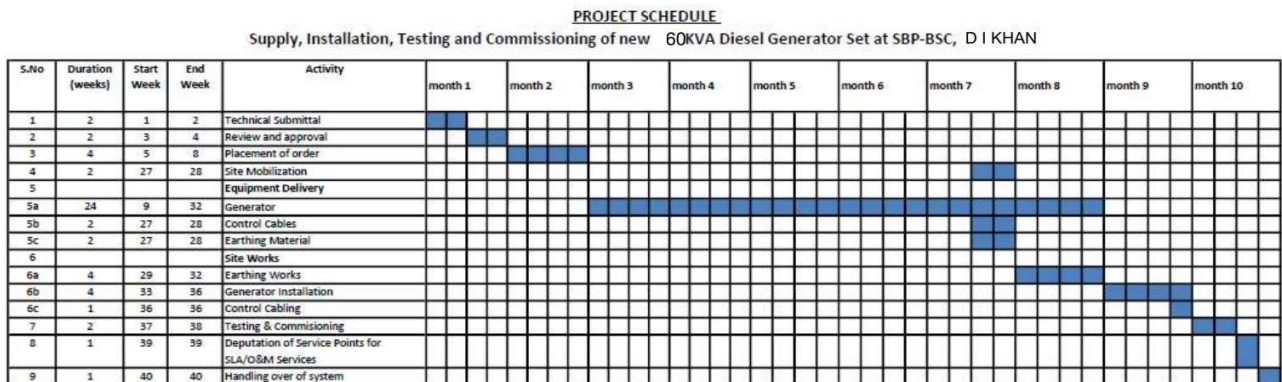 PROJECT SCHEDULE
Supply, Installation, Testing and Commissioning of new 60KVA Diesel Generator Set at SBP-BSC, D I KHAN
S.No Duration (weeks) Start Week End Week Activity month 1 month 2 month 3 month 4 month 5 month 6 month 7 month 8 month 9 month 10
1 2 1 2 Technical Submittal
2 2 3 4 Review and approval
3 4 5 8 Placement of order
4 2 27 28 Site Mobilization
5 Equipment Delivery
5a 24 9 32 Generator
5b 2 27 28 Control Cables
5c 2 27 28 Earthing Material
6 Site Works
6a 4 29 32 Earthing Works
6b 4 33 36 Generator Installation
6c 1 36 36 Control Cabling
7 2 37 38 Testing & Commisioning
8 1 39 39 Deputation of Service Points for
SLA/O&M Services
9 1 40 40 Handling over of system